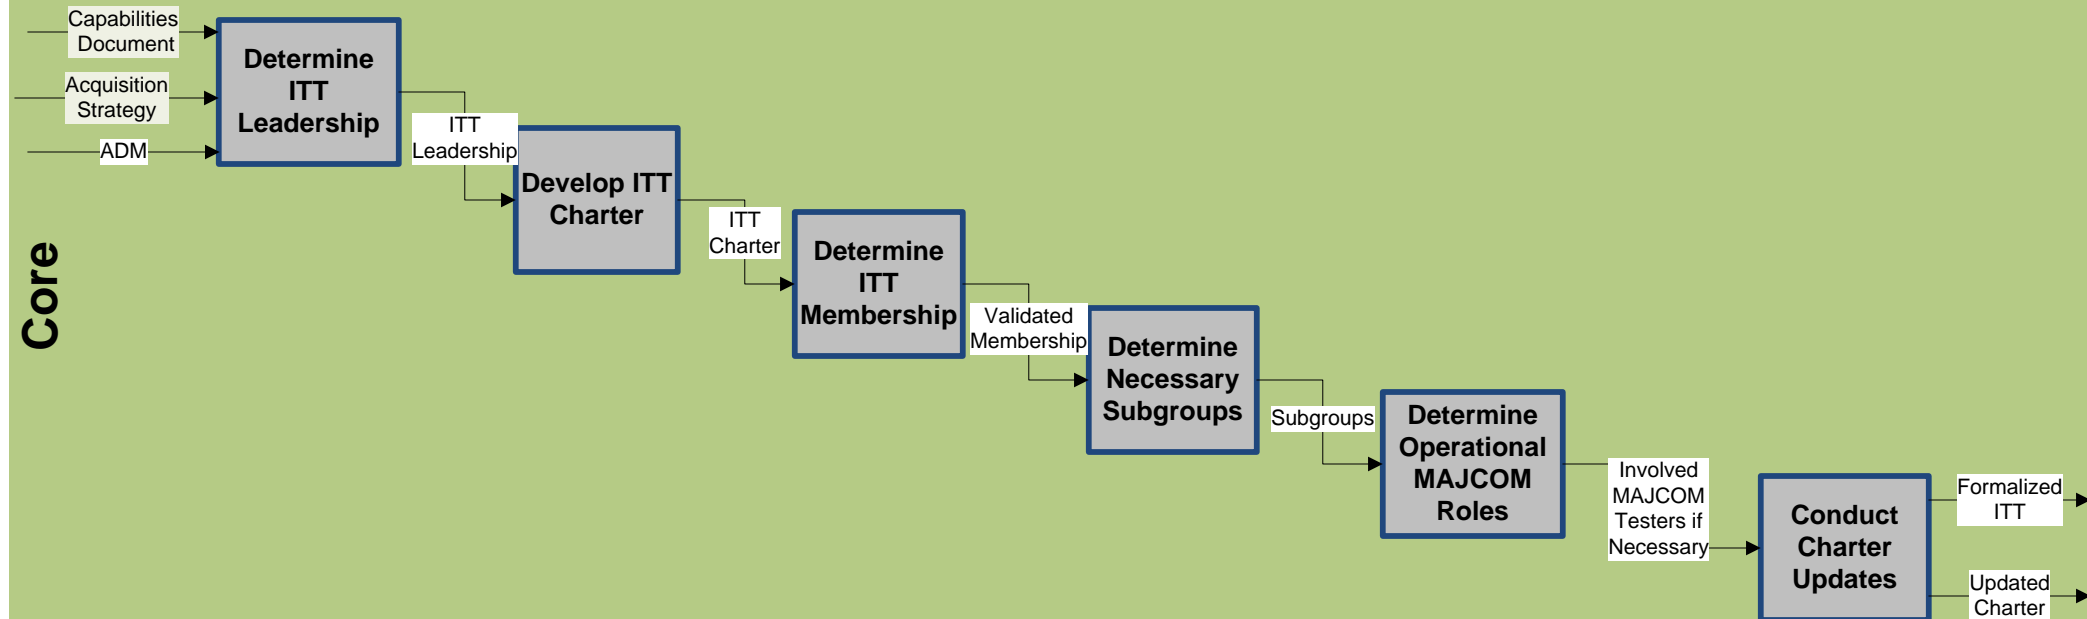 Capabilities
Document
Acquisition
Strategy
ADM
Core
Determine
ITT
Leadership
ITT
Leadership
Develop ITT
Charter
ITT
Charter
Determine
ITT
Membership
Validated
Membership
Determine
Necessary
Subgroups
Subgroups
Determine
Operational
MAJCOM
Roles
Involved
MAJCOM
Testers if
Necessary
Conduct
Charter
Updates
Formalized
ITT
Updated
Charter